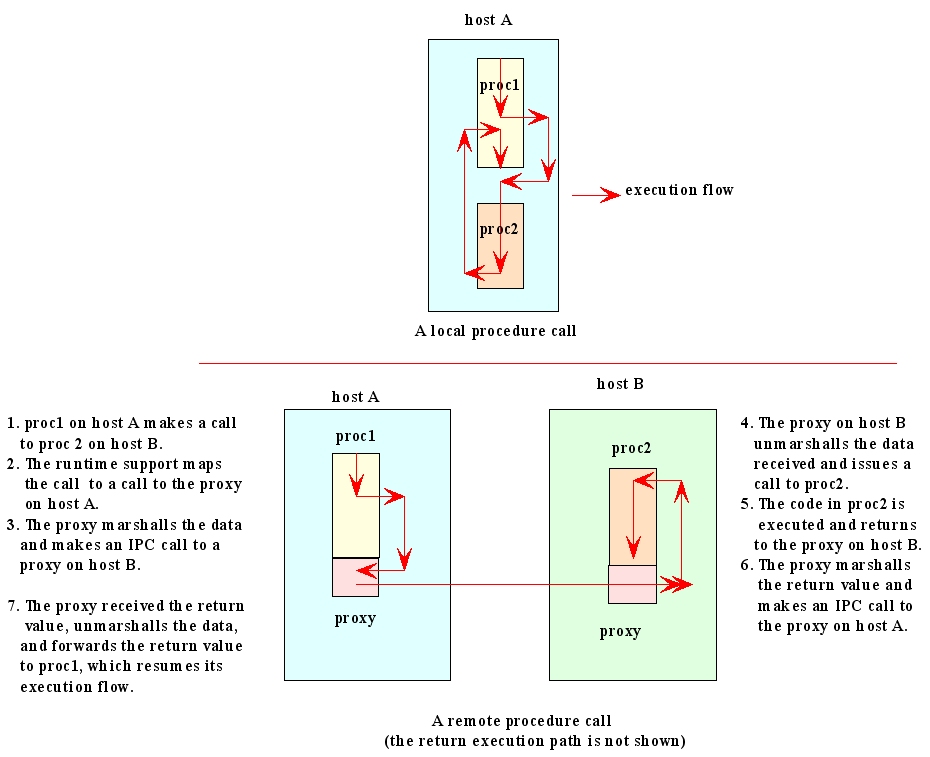 host A
proc1
execution flow
proc2
A local procedure call
host A
host B
1. proc1 on host A makes a call
to proc 2 on host B.
2. The runtime support maps
the call to a call to the proxy
on host A.
3. The proxy marshalls the data
and makes an IPC call to a
proxy on host B.
7. The proxy received the return
value, unmarshalls the data,
and forwards the return value
to proc1, which resumes its
execution flow.
proc1
proxy
proc2
proxy
4. The proxy on host B
unmarshalls the data
received and issues a
call to proc2.
5. The code in proc2 is
executed and returns
to the proxy on host B.
6. The proxy marshalls
the return value and
makes an IPC call to
the proxy on host A.
A remote procedure call
(the return execution path is not shown)